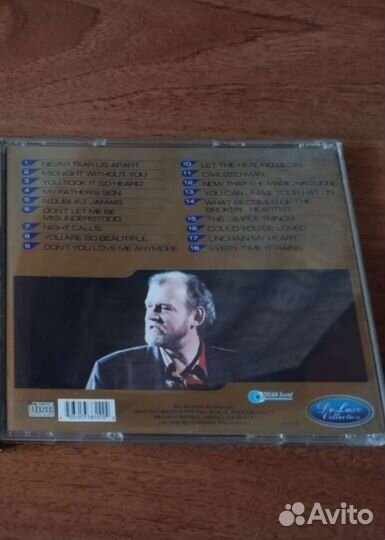 1 NEVER TEAR US APART
2 MIDNIGHT WITHOUT YOU
3 YOU TOOK IT SO HARD
4 MY FATHER'S SON
5 N'OUBLIEZ JAMAIS
6 DON'T LET ME BE
MISUNDERSTOOD
7 NIGHT CALLS
8 YOU ARE SO BEAUTIFUL
9 DON'T YOU LOVE ME ANYMORE
10 LET THE HEALING BEGIN
11 CIVILIZED MAN
12 NOW THAT THE MAGIC HAS GONE
13 YOU CAN LEAVE YOUR HAT ON
14 WHAT BECOMES OF THE
BROKEN - HEARTED
15 THE SIMPLE THINGS
16 COULD YOU BE LOVED
17 UNCHAIN MY HEART
18 EVERY TIME IT RAINS
DREAM Sound
De Luxe
Collection
Avito